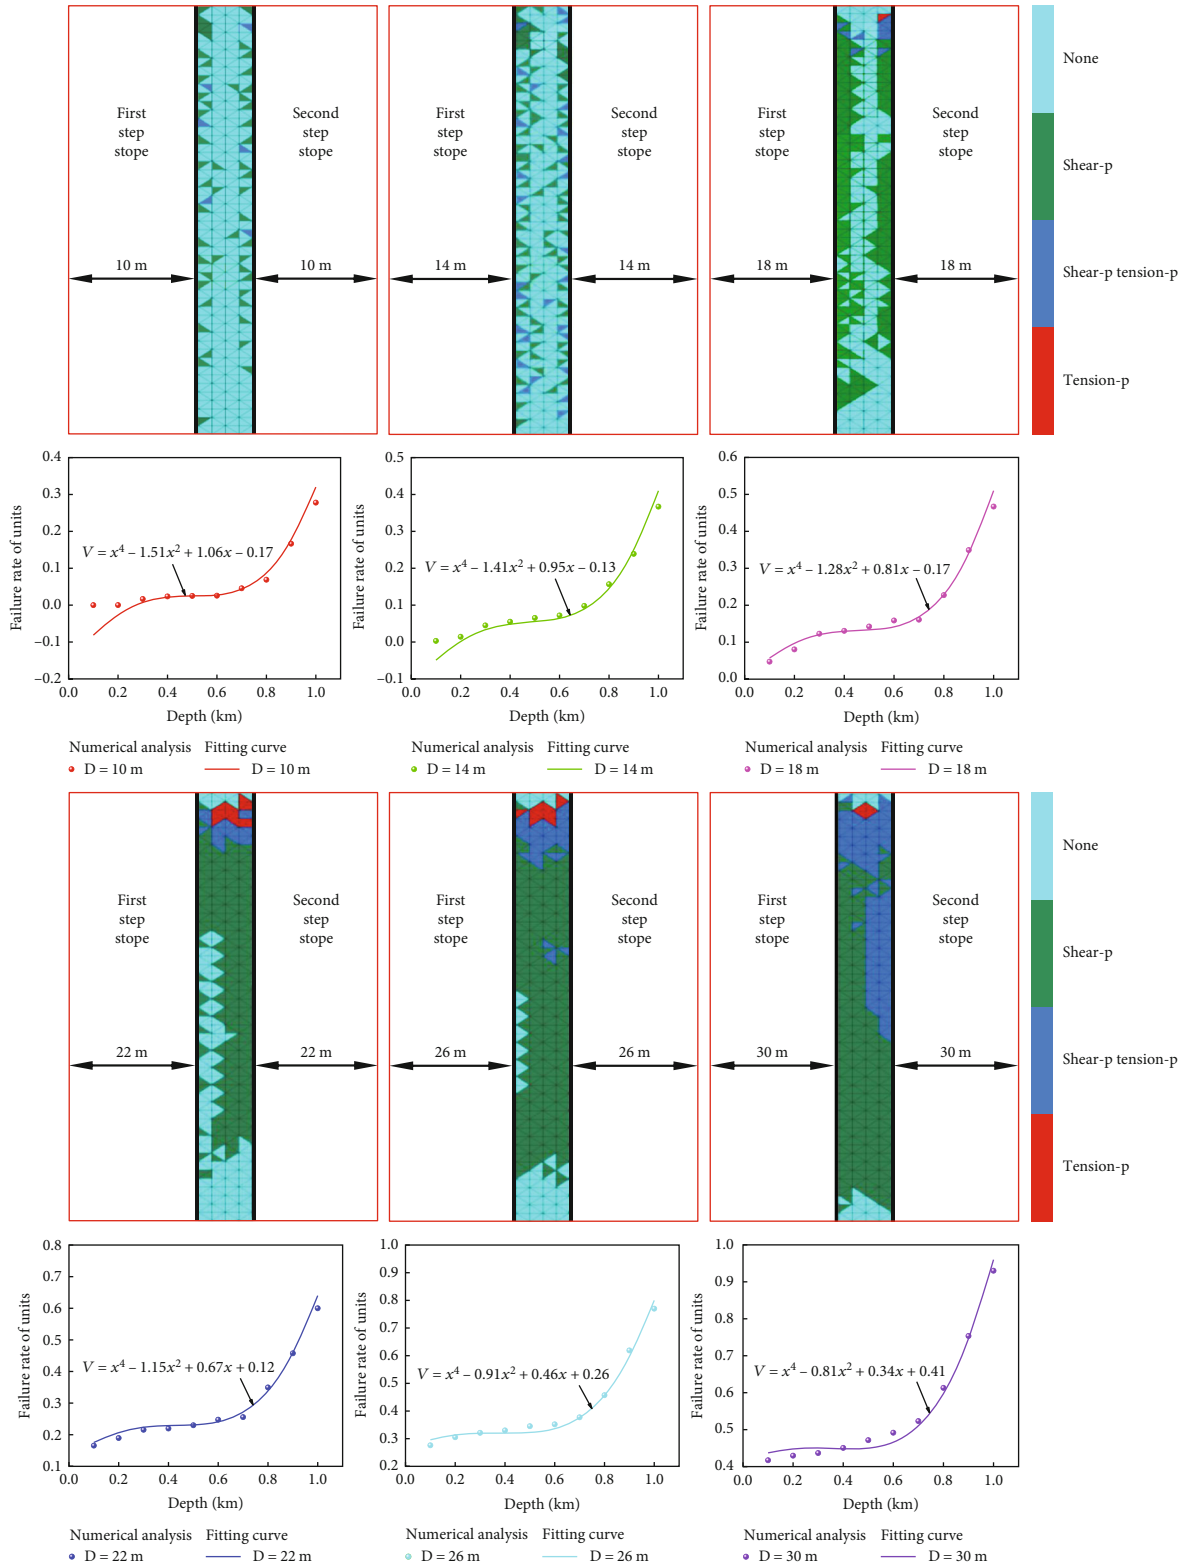 First
step
stope
Second
step
stope
10 m
10 m
First
step
stope
Second
step
stope
14 m
14 m
First
step
stope
Second
step
stope
18 m
18 m
None
Shear-p
Shear-p tension-p
Tension-p
Failure rate of units
0.4
0.3
0.2
0.1
0.0
–0.1
–0.2
V = x⁴ – 1.51x² + 1.06x – 0.17
0.0 0.2 0.4 0.6 0.8 1.0
Depth (km)
Numerical analysis Fitting curve
D = 10 m D = 10 m
Failure rate of units
0.5
0.4
0.3
0.2
0.1
0.0
–0.1
V = x⁴ – 1.41x² + 0.95x – 0.13
0.0 0.2 0.4 0.6 0.8 1.0
Depth (km)
Numerical analysis Fitting curve
D = 14 m D = 14 m
Failure rate of units
0.6
0.5
0.4
0.3
0.2
0.1
0.0
V = x⁴ – 1.28x² + 0.81x – 0.17
0.0 0.2 0.4 0.6 0.8 1.0
Depth (km)
Numerical analysis Fitting curve
D = 18 m D = 18 m
First
step
stope
Second
step
stope
22 m
22 m
First
step
stope
Second
step
stope
26 m
26 m
First
step
stope
Second
step
stope
30 m
30 m
None
Shear-p
Shear-p tension-p
Tension-p
Failure rate of units
0.8
0.7
0.6
0.5
0.4
0.3
0.2
0.1
V = x⁴ – 1.15x² + 0.67x + 0.12
0.0 0.2 0.4 0.6 0.8 1.0
Depth (km)
Numerical analysis Fitting curve
D = 22 m D = 22 m
Failure rate of units
1.0
0.9
0.8
0.7
0.6
0.5
0.4
0.3
0.2
V = x⁴ – 0.91x² + 0.46x + 0.26
0.0 0.2 0.4 0.6 0.8 1.0
Depth (km)
Numerical analysis Fitting curve
D = 26 m D = 26 m
Failure rate of units
1.0
0.9
0.8
0.7
0.6
0.5
0.4
V = x⁴ – 0.81x² + 0.34x + 0.41
0.0 0.2 0.4 0.6 0.8 1.0
Depth (km)
Numerical analysis Fitting curve
D = 30 m D = 30 m